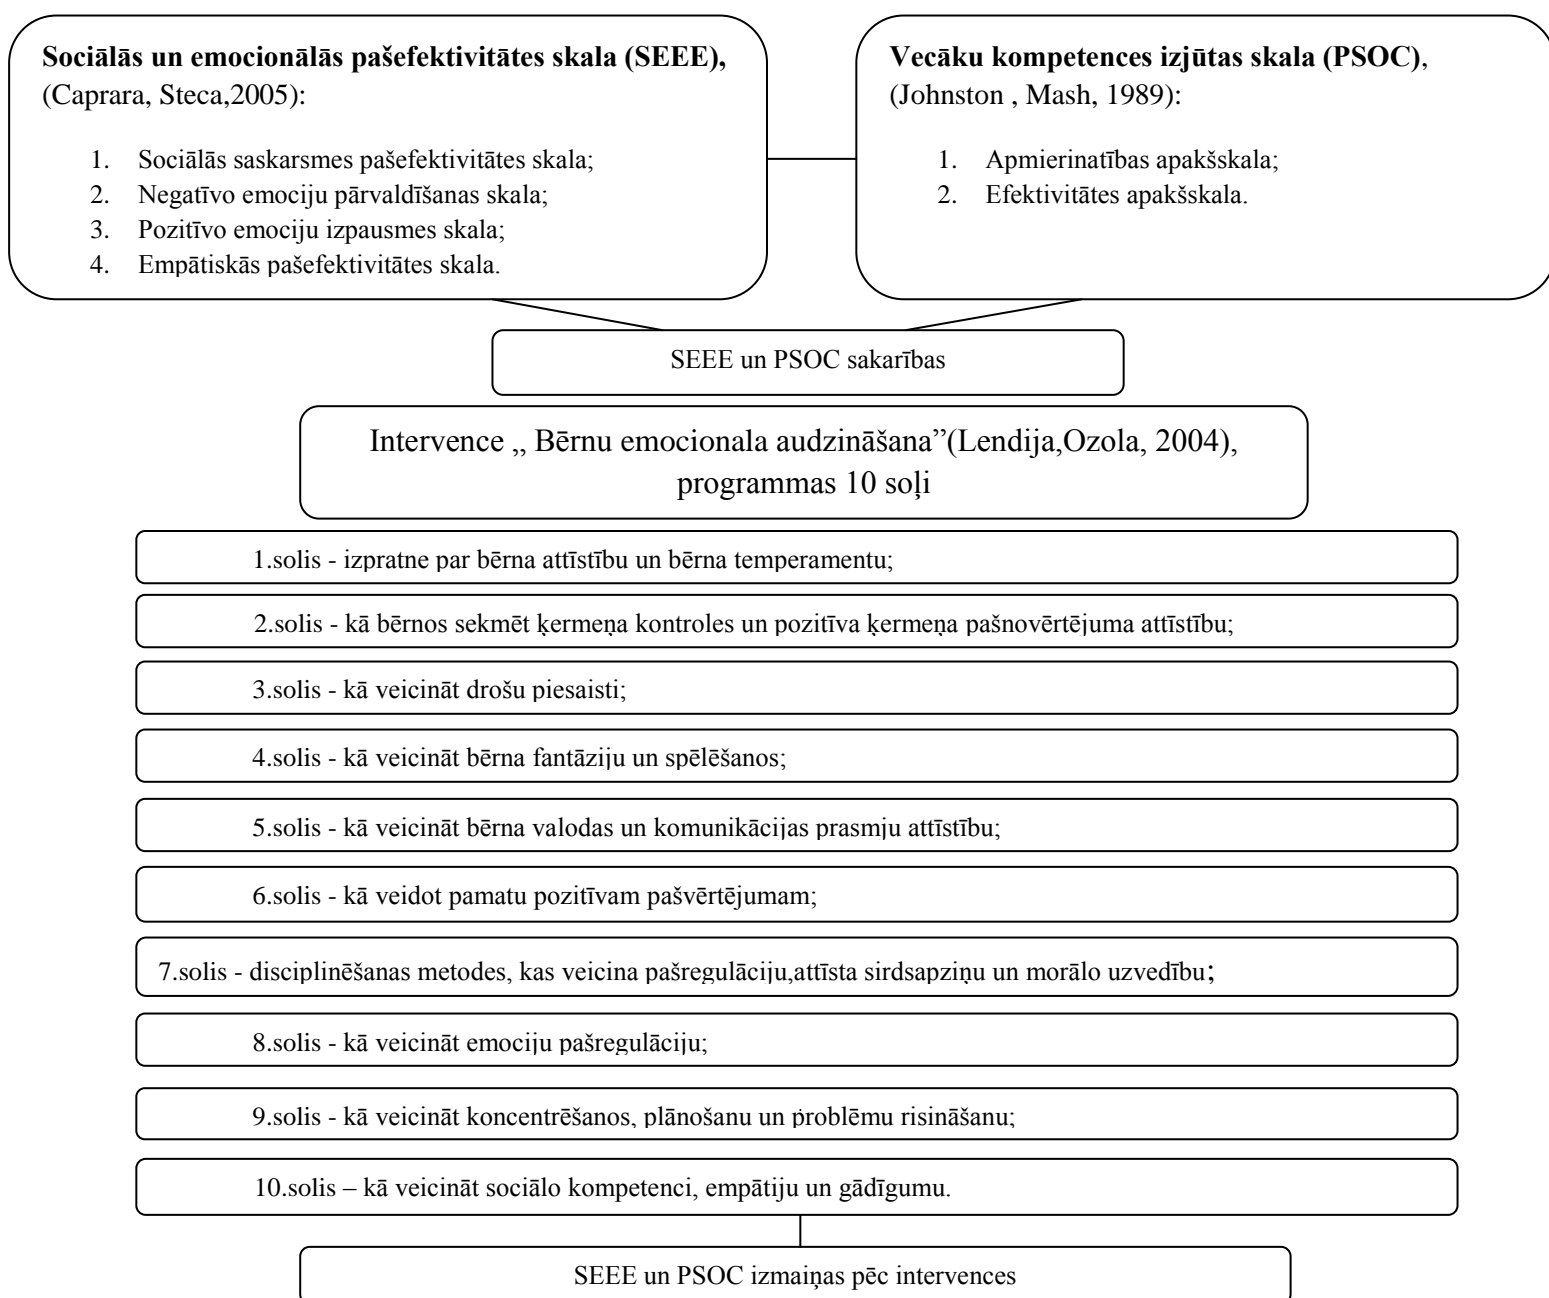 Sociālās un emocionālās pašefektivitātes skala (SEEE),
(Caprara, Steca,2005):
1. Sociālās saskarsmes pašefektivitātes skala;
2. Negatīvo emociju pārvaldīšanas skala;
3. Pozitīvo emociju izpausmes skala;
4. Empātiskās pašefektivitātes skala.
Vecāku kompetences izjūtas skala (PSOC),
(Johnston , Mash, 1989):
1. Apmierinatības apakšskala;
2. Efektivitātes apakšskala.
SEEE un PSOC sakarības
Intervence „ Bērnu emocionala audzināšana”(Lendija,Ozola, 2004),
programmas 10 soļi
1.solis - izpratne par bērna attīstību un bērna temperamentu;
2.solis - kā bērnos sekmēt ķermeņa kontroles un pozitīva ķermeņa pašnovērtējuma attīstību;
3.solis - kā veicināt drošu piesaisti;
4.solis - kā veicināt bērna fantāziju un spēlēšanos;
5.solis - kā veicināt bērna valodas un komunikācijas prasmju attīstību;
6.solis - kā veidot pamatu pozitīvam pašvērtējumam;
7.solis - disciplinēšanas metodes, kas veicina pašregulāciju,attīsta sirdsapziņu un morālo uzvedību;
8.solis - kā veicināt emociju pašregulāciju;
9.solis - kā veicināt koncentrēšanos, plānošanu un problēmu risināšanu;
10.solis – kā veicināt sociālo kompetenci, empātiju un gādīgumu.
SEEE un PSOC izmaiņas pēc intervences